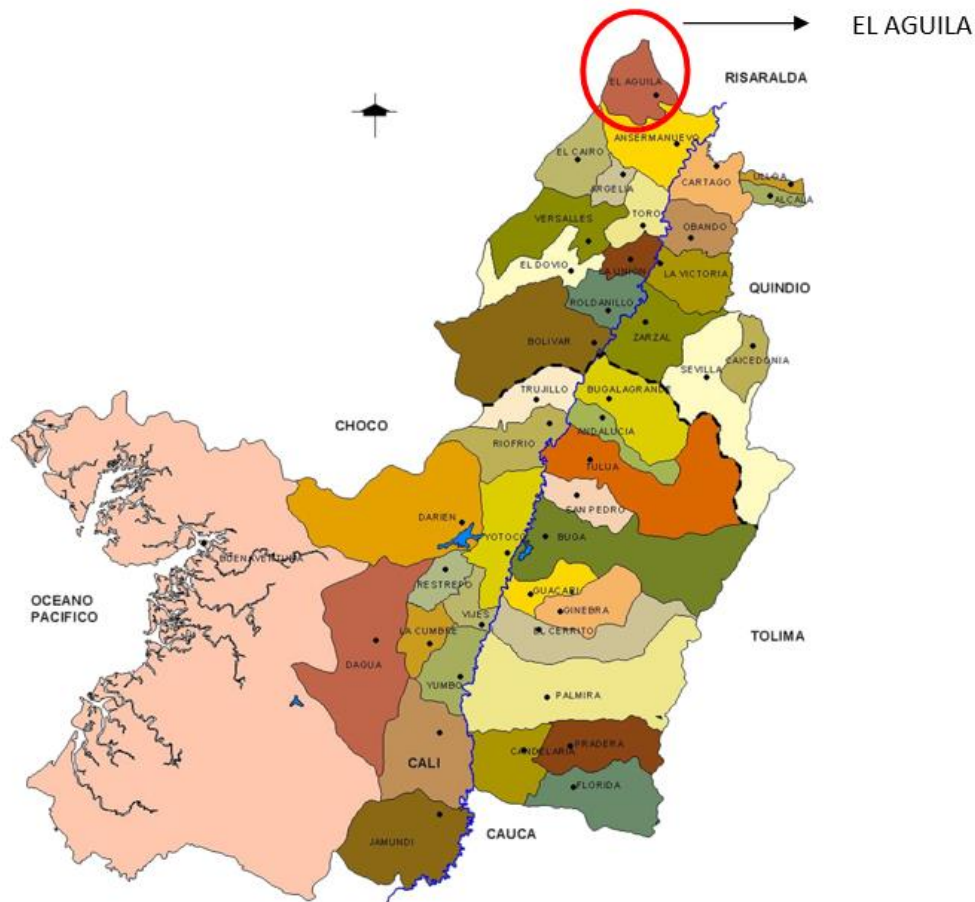 EL AGUILA
RISARALDA
EL AGUILA
ANSERMANUEVO
EL CAIRO
ARGELIA
CARTAGO
ALCALA
TORO
VERSALLES
OBANDO
EL DOVIO
LA UNION
LA VICTORIA
QUINDIO
ROLDANILLO
ZARZAL
BOLIVAR
CAICEDONIA
SEVILLA
TRUJILLO
BUGALAGRANDE
CHOCO
ANDALUCIA
RIOFRIO
TULUA
SAN PEDRO
DARIEN
YOTOCO
BUGA
BUENAVENTURA
RESTREPO
GUACARI
OCEANO
PACIFICO
GINEBRA
VIJES
LA CUMBRE
EL CERRITO
TOLIMA
DAGUA
YUMBO
PALMIRA
CANDELARIA
PRADERA
CALI
FLORIDA
CAUCA
JAMUNDI